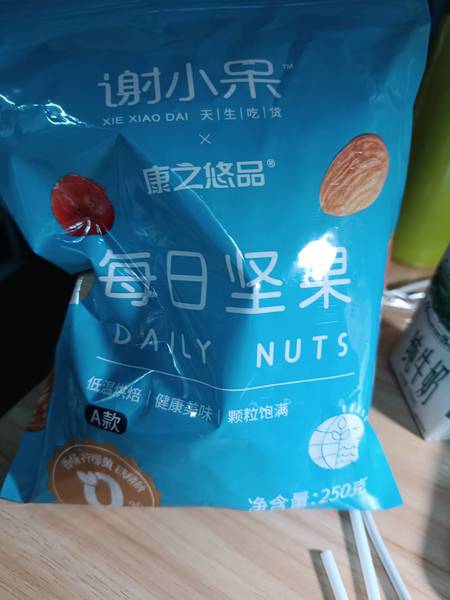 谢小呆™
XIE XIAO DAI 天|生|吃|货
×
康之悠品®
每日坚果
DAILY NUTS
低温烘焙 | 健康美味 | 颗粒饱满
A款
0
净含量:250克
纯牛奶